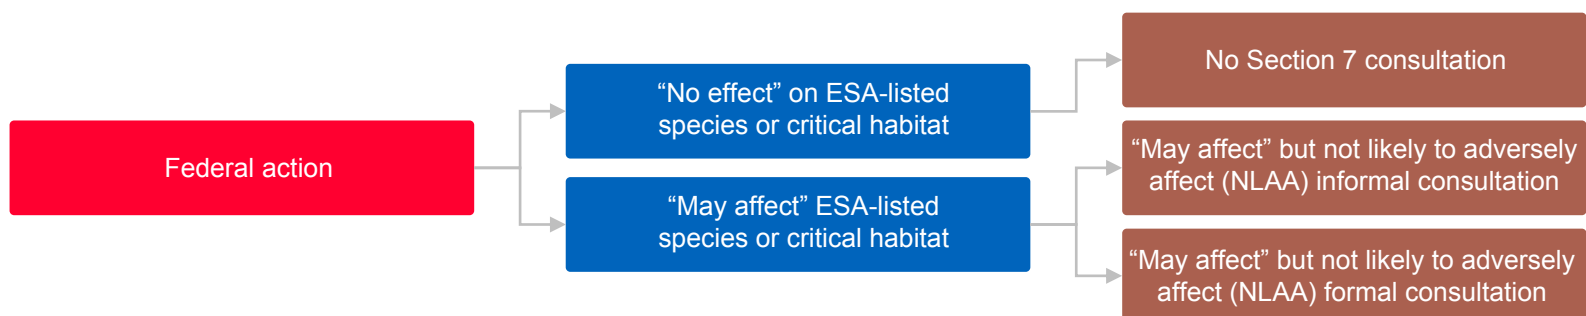 Federal action
“No effect” on ESA-listed
species or critical habitat
“May affect” ESA-listed
species or critical habitat
No Section 7 consultation
“May affect” but not likely to adversely
affect (NLAA) informal consultation
“May affect” but not likely to adversely
affect (NLAA) formal consultation